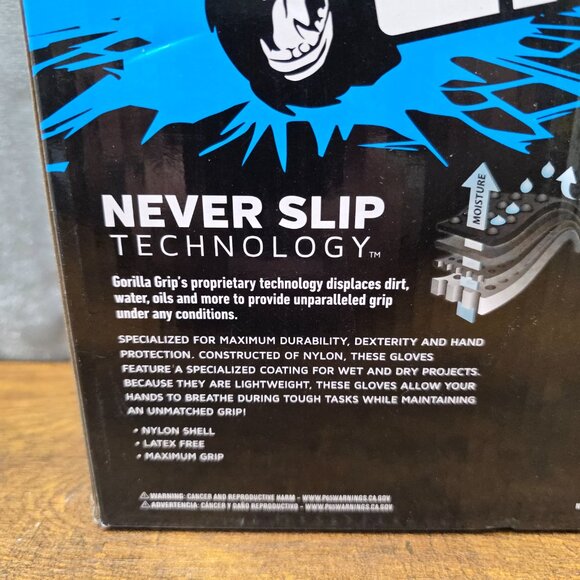 NEVER SLIP
TECHNOLOGY™
MOISTURE
Gorilla Grip's proprietary technology displaces dirt,
water, oils and more to provide unparalleled grip
under any conditions.
SPECIALIZED FOR MAXIMUM DURABILITY, DEXTERITY AND HAND
PROTECTION. CONSTRUCTED OF NYLON, THESE GLOVES
FEATURE A SPECIALIZED COATING FOR WET AND DRY PROJECTS.
BECAUSE THEY ARE LIGHTWEIGHT, THESE GLOVES ALLOW YOUR
HANDS TO BREATHE DURING TOUGH TASKS WHILE MAINTAINING
AN UNMATCHED GRIP!
• NYLON SHELL
• LATEX FREE
• MAXIMUM GRIP
⚠WARNING: CANCER AND REPRODUCTIVE HARM – WWW.P65WARNINGS.CA.GOV
⚠ADVERTENCIA: CÁNCER Y DAÑO REPRODUCTIVO – WWW.P65WARNINGS.CA.GOV